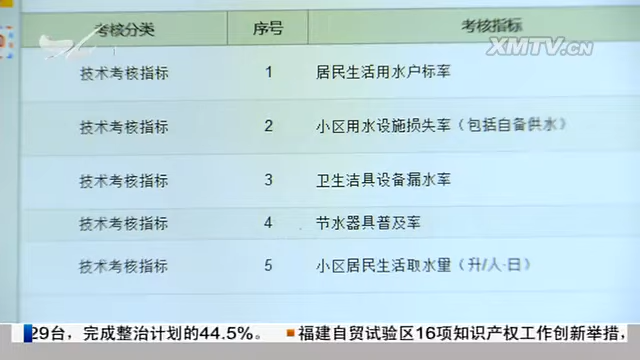 考核分类 序号 考核指标
XMTV.CN
技术考核指标 1 居民生活用水户标率
技术考核指标 2 小区用水设施损失率（包括自备供水）
技术考核指标 3 卫生洁具设备漏水率
技术考核指标 4 节水器具普及率
技术考核指标 5 小区居民生活取水量（升/人·日）
29台，完成整治计划的44.5%。 福建自贸试验区16项知识产权工作创新举措，